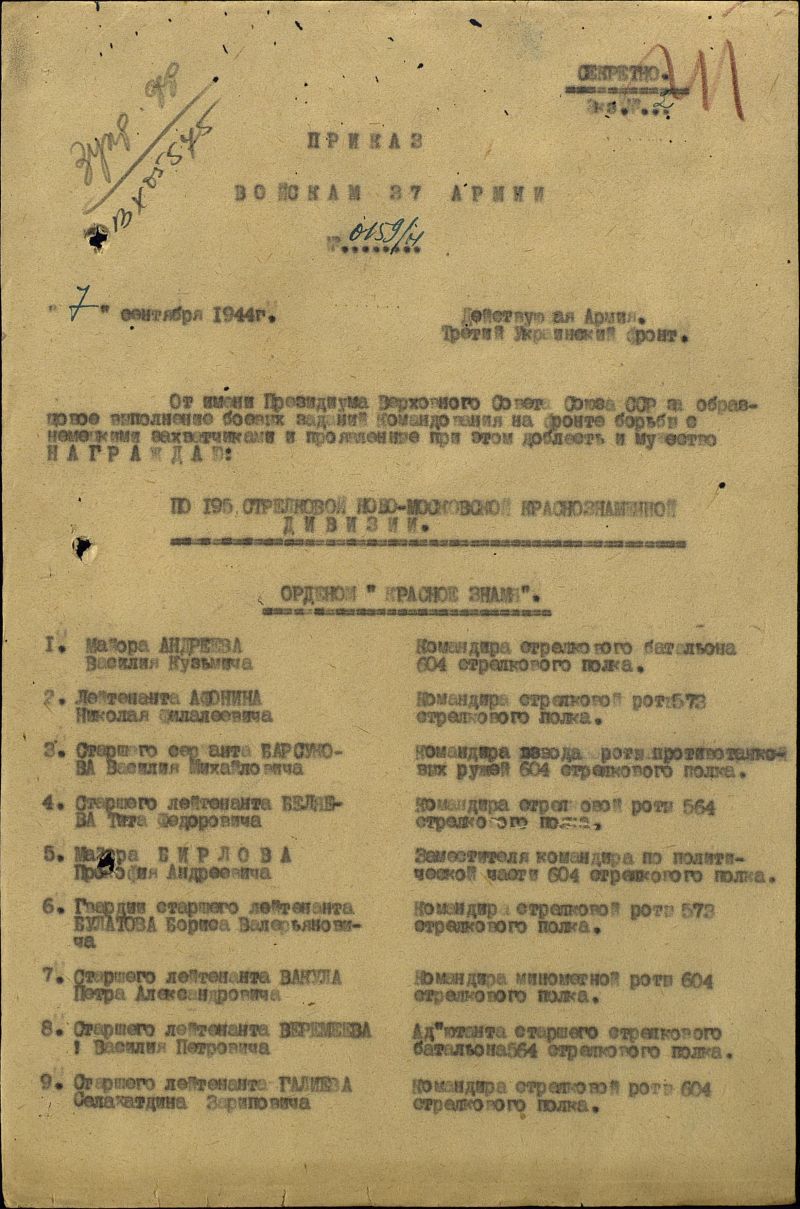 СЕКРЕТНО.
Экз.№...2
ПРИКАЗ
ВОЙСКАМ 37 АРМИИ
№ 0159/н
ВХ 05575
"7" сентября 1944г.
Действующая Армия.
Третий Украинский фронт.
От имени Президиума Верховного Совета Союза ССР за образ-
цовое выполнение боевых заданий Командования на фронте борьбы с
немецкими захватчиками и проявленные при этом доблесть и мужество
НАГРАЖДАЮ:
ПО 195 СТРЕЛКОВОЙ НОВО-МОСКОВСКОЙ КРАСНОЗНАМЕННОЙ
ДИВИЗИИ.
ОРДЕНОМ "КРАСНОЕ ЗНАМЯ".
1. Майора АНДРЕЕВА Командира стрелкового батальона
Василия Кузьмича 604 стрелкового полка.
2. Лейтенанта АФОНИНА Командира стрелковой роты 573
Николая Филалеевича стрелкового полка.
3. Старшего сержанта БАРСУКО- Командира взвода роты противотанко-
ВА Василия Михайловича вых ружей 604 стрелкового полка.
4. Старшего лейтенанта БЕЛЯЕ- Командира стрелковой роты 564
ВА Тита Федоровича стрелкового полка.
5. Майора БИРЛОВА Заместителя командира по полити-
Прокофия Андреевича ческой части 604 стрелкового полка.
6. Гвардии старшего лейтенанта Командира стрелковой роты 573
БУЛАТОВА Бориса Валерьянови- стрелкового полка.
ча
7. Старшего лейтенанта ВАКУЛА Командира минометной роты 604
Петра Александровича стрелкового полка.
8. Старшего лейтенанта ВЕРЕМЕЕВА Ад"ютанта старшего стрелкового
! Василия Петровича батальона 564 стрелкового полка.
9. Старшего лейтенанта ГАЛИЕВА Командира стрелковой роты 604
Селахатдина Зариповича стрелкового полка.